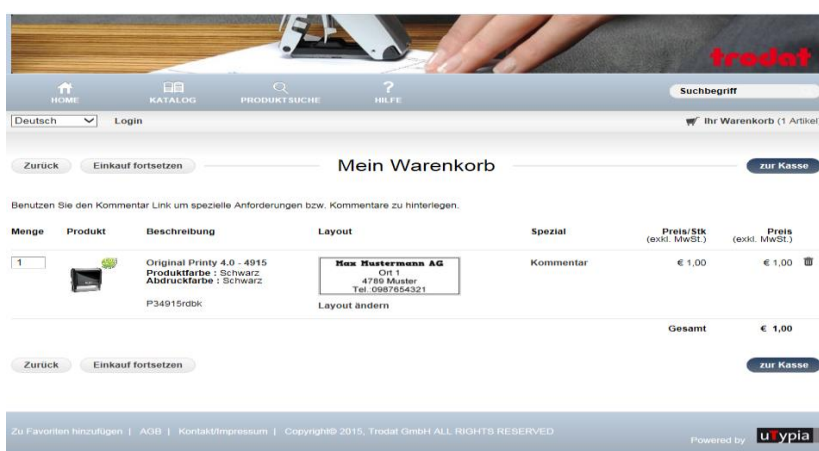 trodat
HOME KATALOG PRODUKTSUCHE HILFE Suchbegriff
Deutsch Login Ihr Warenkorb (1 Artikel
Zurück Einkauf fortsetzen Mein Warenkorb zur Kasse
Benutzen Sie den Kommentar Link um spezielle Anforderungen bzw. Kommentare zu hinterlegen.
Menge Produkt Beschreibung Layout Spezial Preis/Stk Preis
(exkl. MwSt.) (exkl. MwSt.)
1 Original Printy 4.0 - 4915 Max Mustermann AG Kommentar € 1,00 € 1,00
Produktfarbe : Schwarz Ort 1
Abdruckfarbe : Schwarz 4789 Muster
Tel.:0987654321
P34915rdbk Layout ändern
Gesamt € 1,00
Zurück Einkauf fortsetzen zur Kasse
Zu Favoriten hinzufügen | AGB | Kontakt/Impressum | Copyright© 2015, Trodat GmbH ALL RIGHTS RESERVED
Powered by uTypia